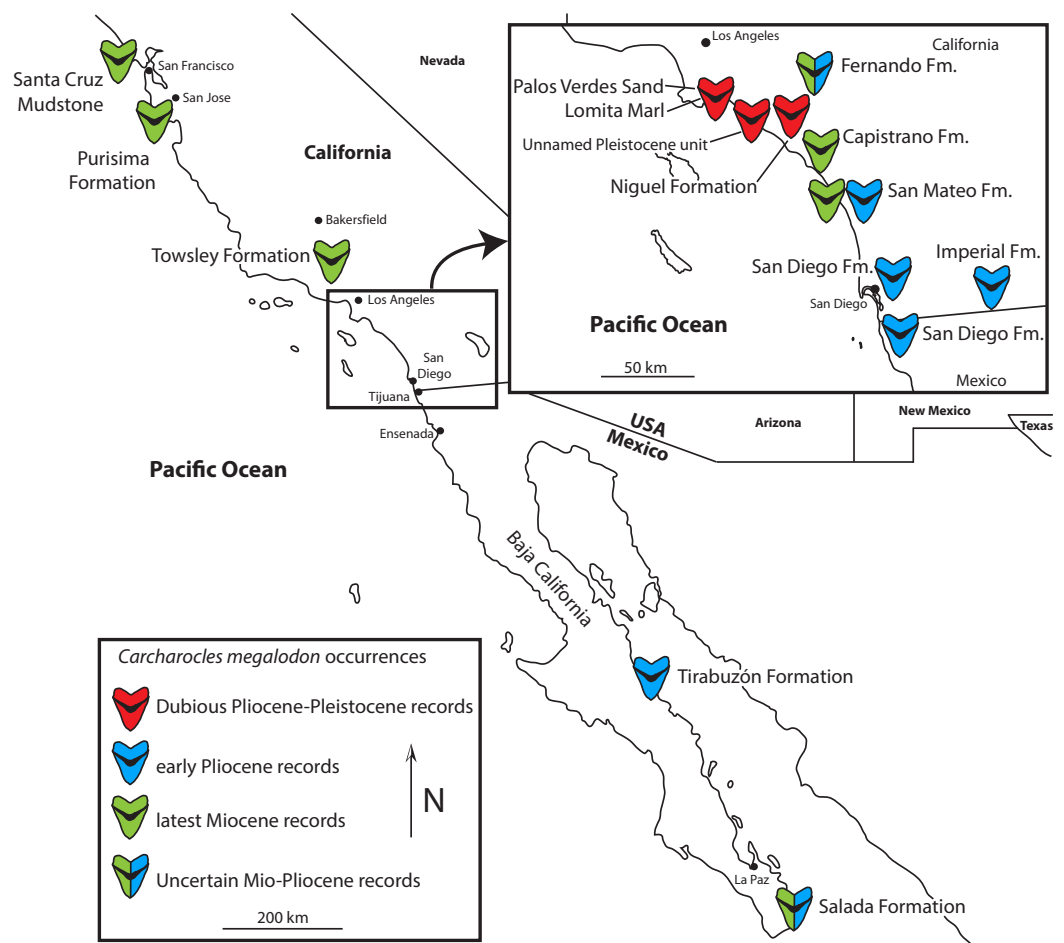 Santa Cruz
Mudstone
San Francisco
San Jose
Purisima
Formation
Nevada
California
Bakersfield
Towsley Formation
Los Angeles
San
Diego
Tijuana
Ensenada
Pacific Ocean
Los Angeles
California
Palos Verdes Sand
Lomita Marl
Fernando Fm.
Unnamed Pleistocene unit
Capistrano Fm.
Niguel Formation
San Mateo Fm.
San Diego Fm.
Imperial Fm.
San Diego
Pacific Ocean
San Diego Fm.
50 km
Mexico
USA
Mexico
Arizona
New Mexico
Texas
Baja California
Tirabuzón Formation
La Paz
Salada Formation
Carcharocles megalodon occurrences
Dubious Pliocene-Pleistocene records
early Pliocene records
latest Miocene records
Uncertain Mio-Pliocene records
N
200 km